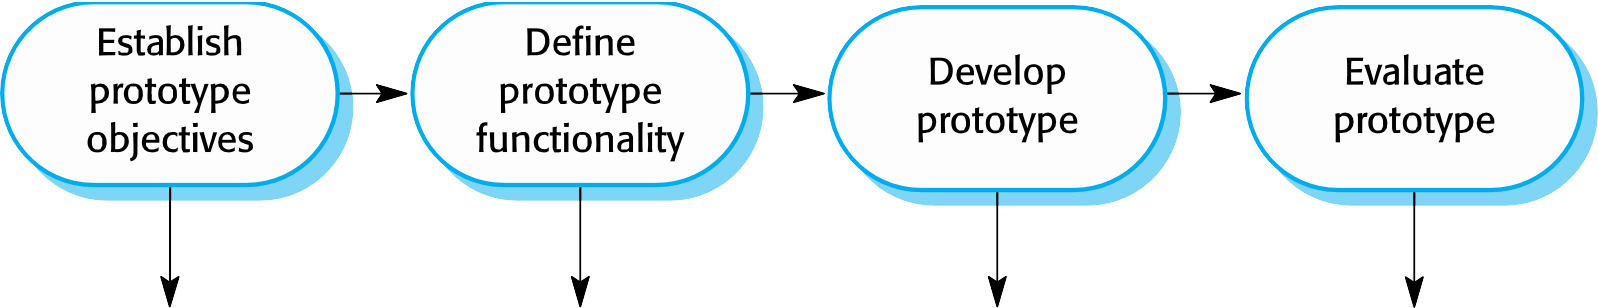 Establish
prototype
objectives
Define
prototype
functionality
Develop
prototype
Evaluate
prototype